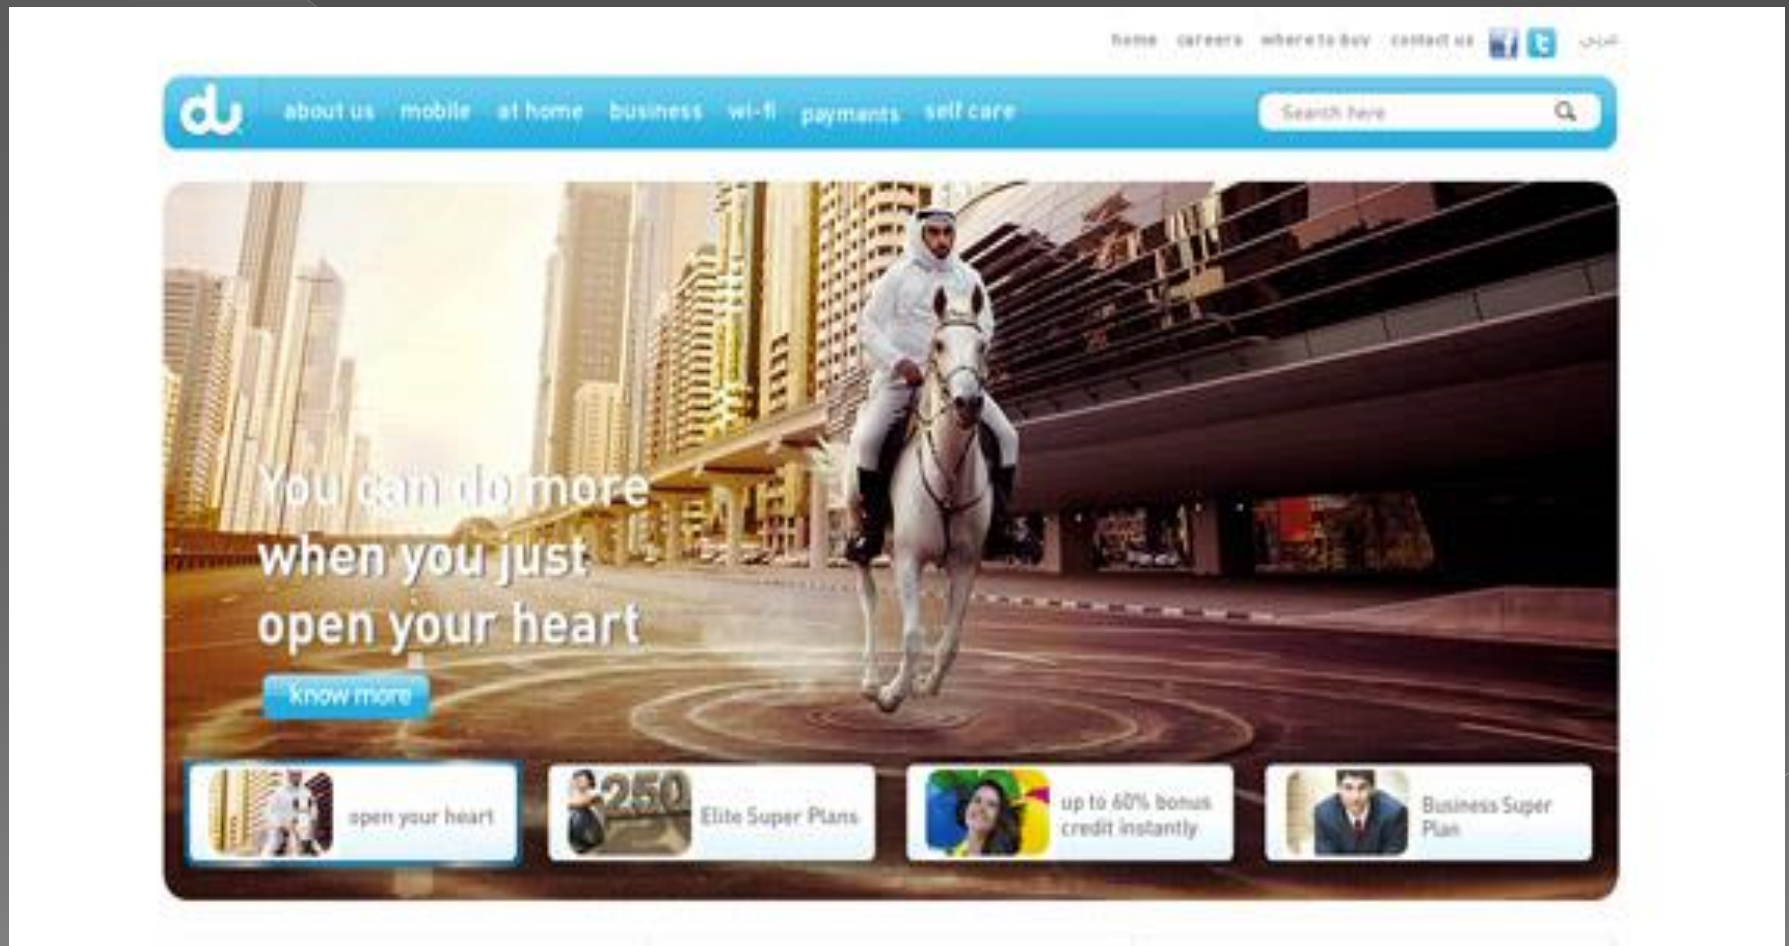 home careers where to buy contact us عربي
du about us mobile at home business wi-fi payments self care Search here
You can do more
when you just
open your heart
know more
open your heart
250
Elite Super Plans
up to 60% bonus
credit instantly
Business Super
Plan